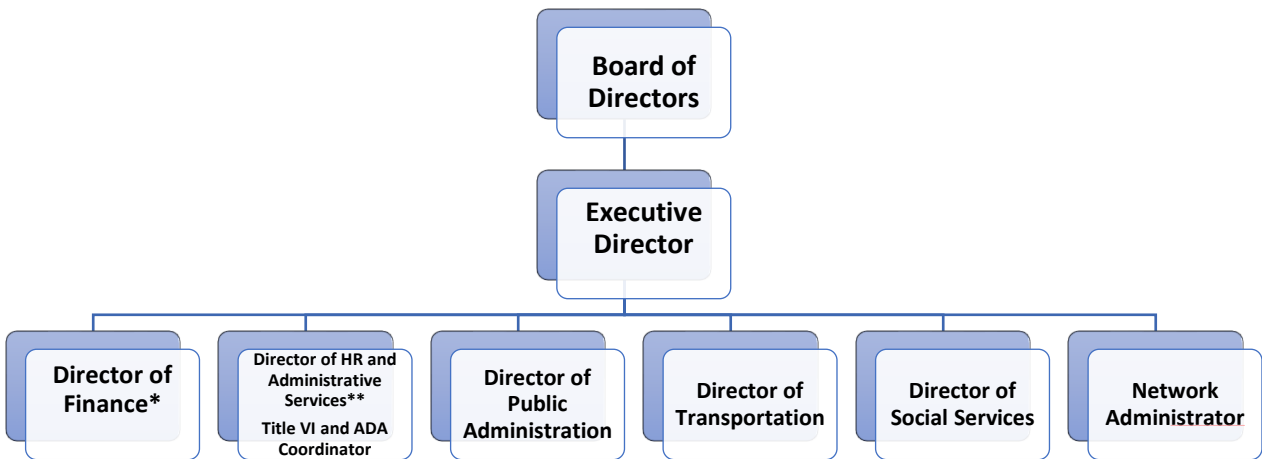 Board of
Directors
Executive
Director
Director of
Finance*
Director of HR and
Administrative
Services**
Title VI and ADA
Coordinator
Director of
Public
Administration
Director of
Transportation
Director of
Social Services
Network
Administrator